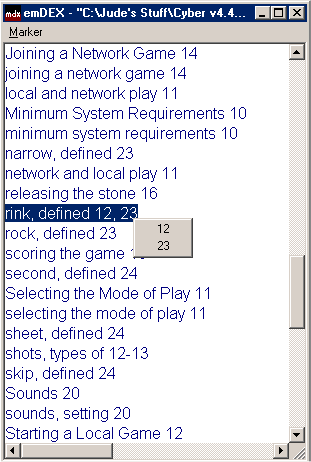 mdx emDEX - "C:\Jude's Stuff\Cyber v4.4...
Marker
Joining a Network Game 14
joining a network game 14
local and network play 11
Minimum System Requirements 10
minimum system requirements 10
narrow, defined 23
network and local play 11
releasing the stone 16
rink, defined 12, 23
12
23
rock, defined 23
scoring the game
second, defined 24
Selecting the Mode of Play 11
selecting the mode of play 11
sheet, defined 24
shots, types of 12-13
skip, defined 24
Sounds 20
sounds, setting 20
Starting a Local Game 12